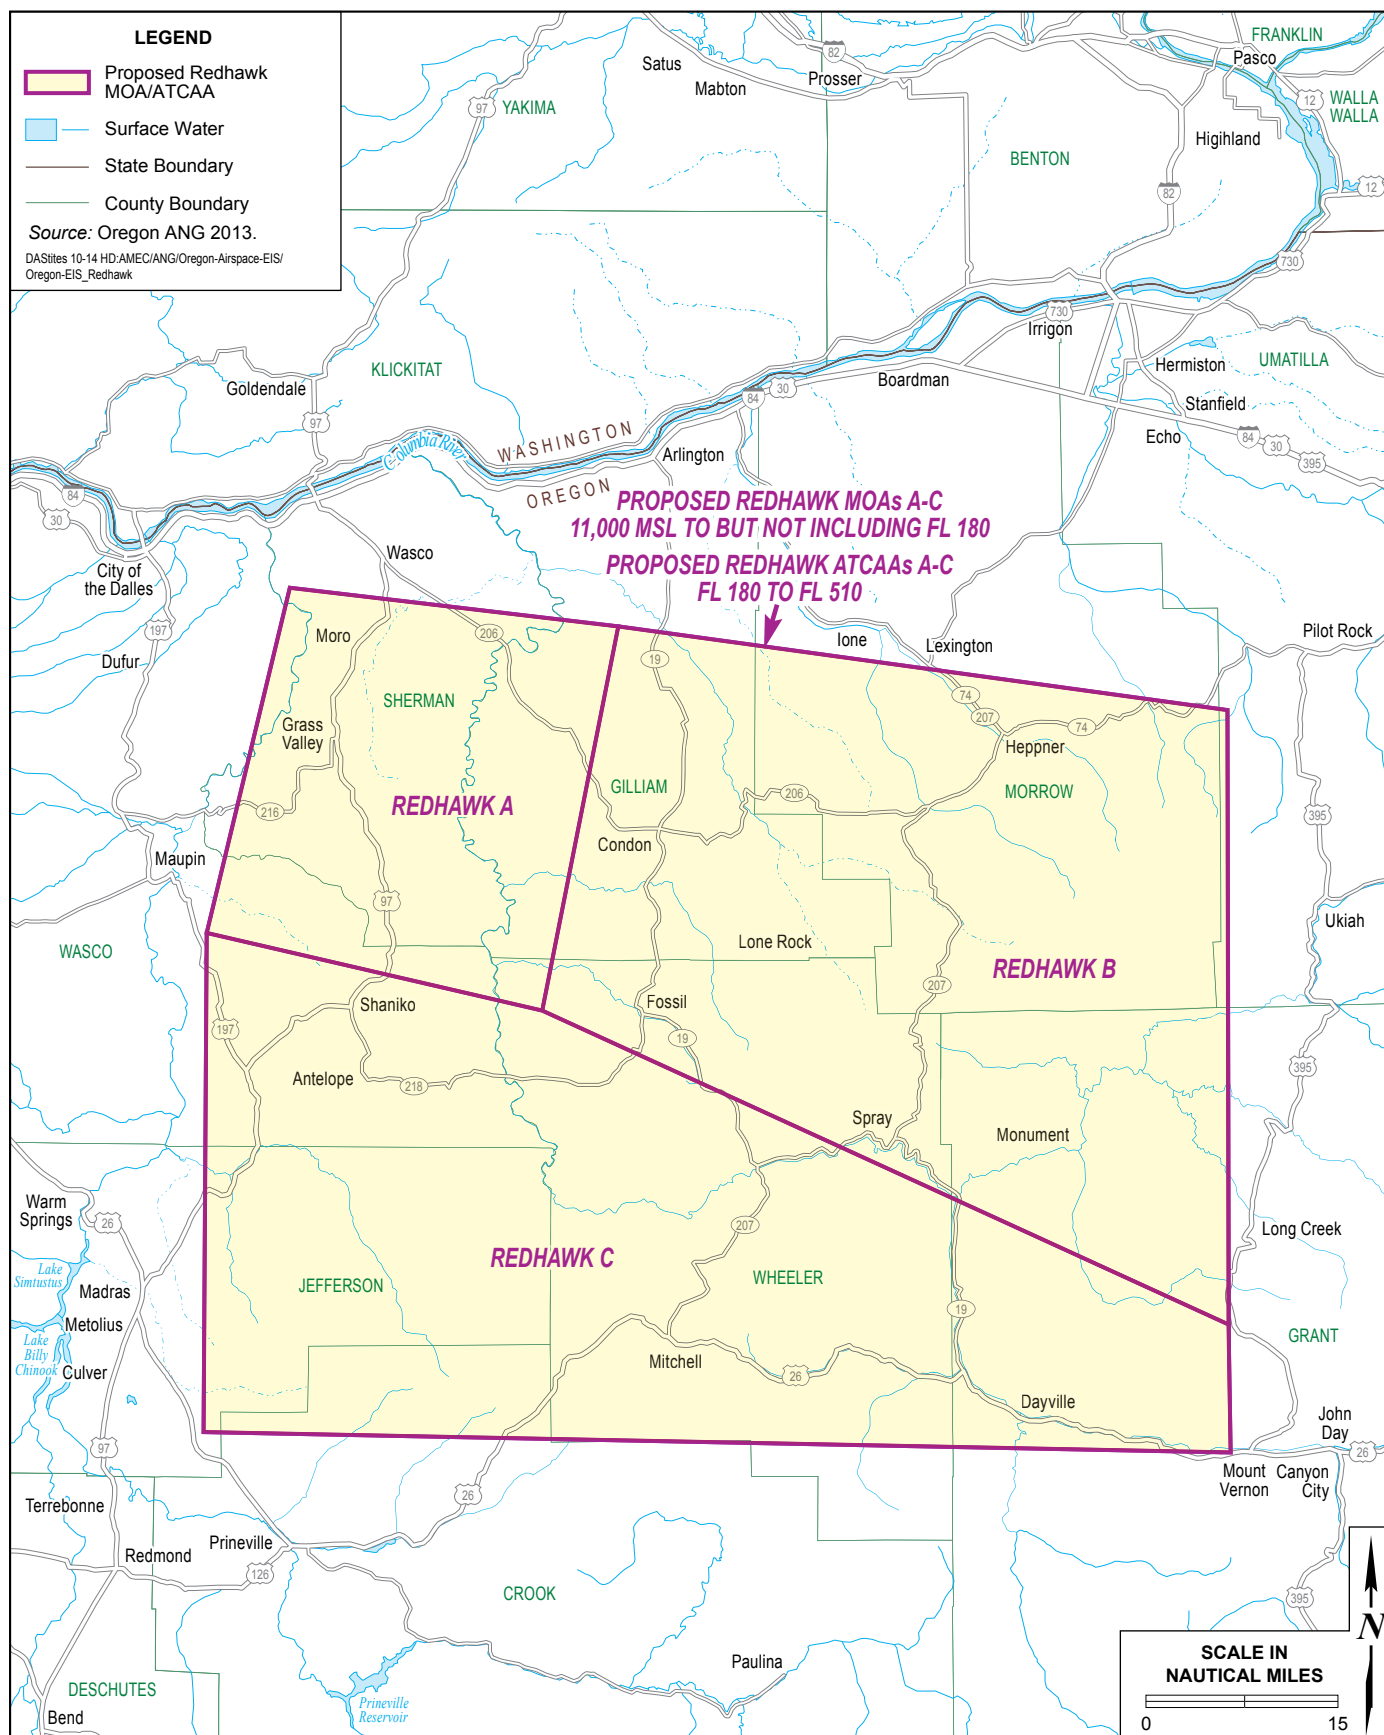 LEGEND
Proposed Redhawk
MOA/ATCAA
Surface Water
State Boundary
County Boundary
Source: Oregon ANG 2013.
DAStites 10-14 HD:AMEC/ANG/Oregon-Airspace-EIS/
Oregon-EIS_Redhawk
FRANKLIN
82
Satus
Prosser
Pasco
Mabton
97
YAKIMA
12
WALLA
WALLA
Higihland
BENTON
82
12
730
730
Irrigon
KLICKITAT
Goldendale
Hermiston
UMATILLA
Boardman
30
84
Stanfield
97
Echo
84
30
395
WASHINGTON
Columbia River
Arlington
OREGON
84
30
PROPOSED REDHAWK MOAs A-C
11,000 MSL TO BUT NOT INCLUDING FL 180
PROPOSED REDHAWK ATCAAs A-C
FL 180 TO FL 510
Wasco
City of
the Dalles
197
Moro
206
Ione
Lexington
Pilot Rock
Dufur
19
SHERMAN
74
207
74
Grass
Valley
Heppner
GILLIAM
MORROW
206
REDHAWK A
216
395
Condon
Maupin
97
Ukiah
WASCO
Lone Rock
REDHAWK B
207
Shaniko
Fossil
197
19
395
Antelope
218
Spray
Monument
Warm
Springs
26
207
Long Creek
REDHAWK C
Lake
Simtustus
JEFFERSON
WHEELER
Madras
19
Metolius
GRANT
Lake
Billy
Chinook
Culver
Mitchell
26
Dayville
John
Day
97
26
Mount
Vernon
Canyon
City
26
Terrebonne
Prineville
Redmond
126
CROOK
395
N
Paulina
SCALE IN
NAUTICAL MILES
DESCHUTES
Prineville
Reservoir
Bend
0
15